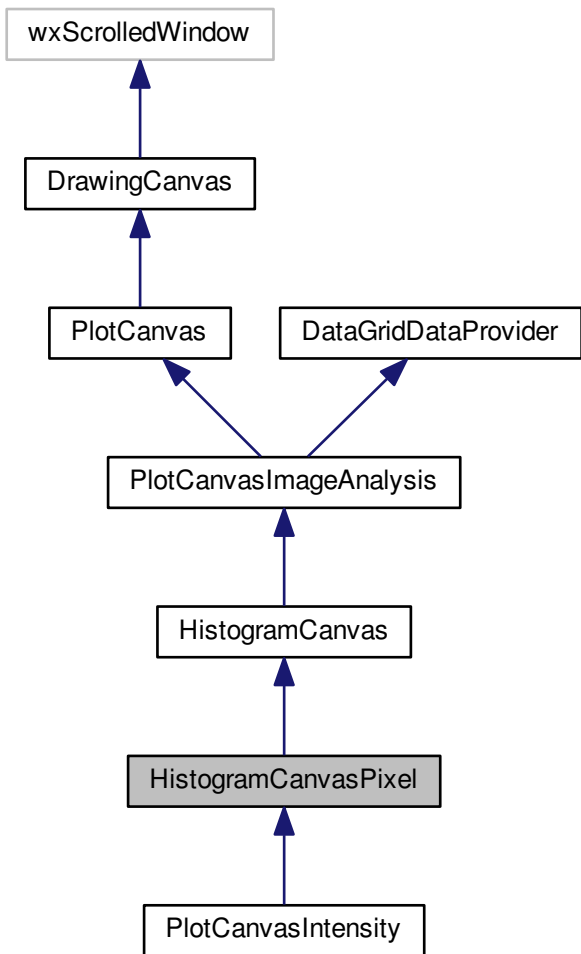 wxScrolledWindow
DrawingCanvas
PlotCanvas
DataGridDataProvider
PlotCanvasImageAnalysis
HistogramCanvas
HistogramCanvasPixel
PlotCanvasIntensity